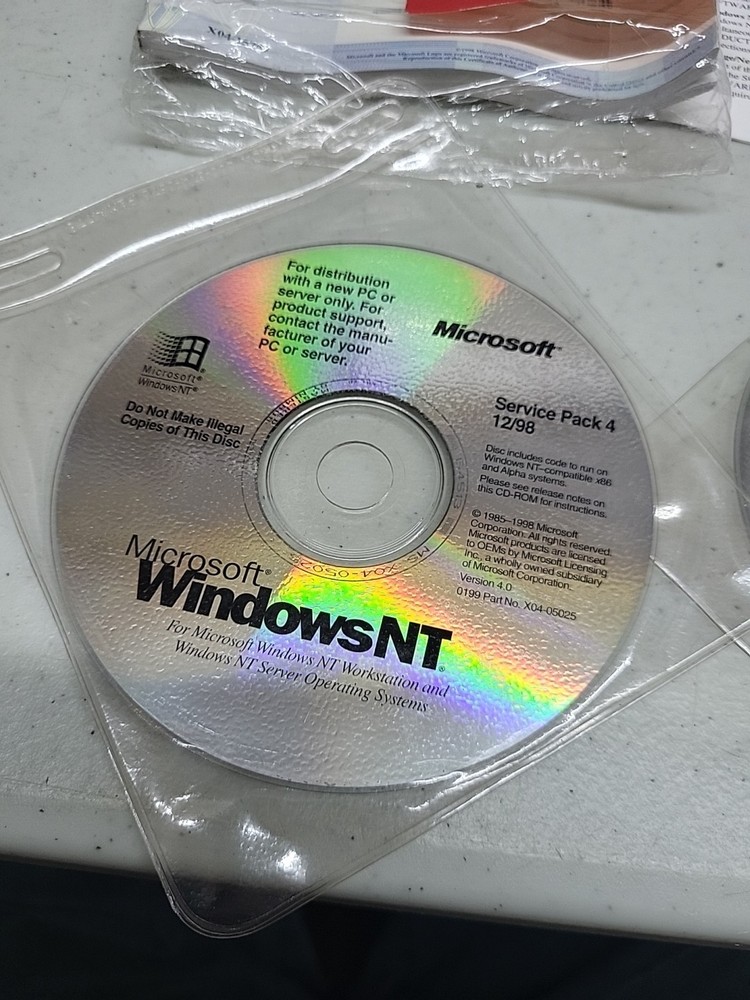 For distribution
with a new PC or
server only. For
product support,
contact the manu-
facturer of your
PC or server.
Microsoft®
Microsoft®
Windows NT®
Do Not Make Illegal
Copies of This Disc
Service Pack 4
12/98
Disc includes code to run on
Windows NT–compatible x86
and Alpha systems.
Please see release notes on
this CD-ROM for instructions.
© 1985–1998 Microsoft
Corporation. All rights reserved.
Microsoft products are licensed
to OEMs by Microsoft Licensing
Inc., a wholly owned subsidiary
of Microsoft Corporation.
Version 4.0
0199 Part No. X04-05025
Microsoft®
Windows NT®
For Microsoft Windows NT Workstation and
Windows NT Server Operating Systems